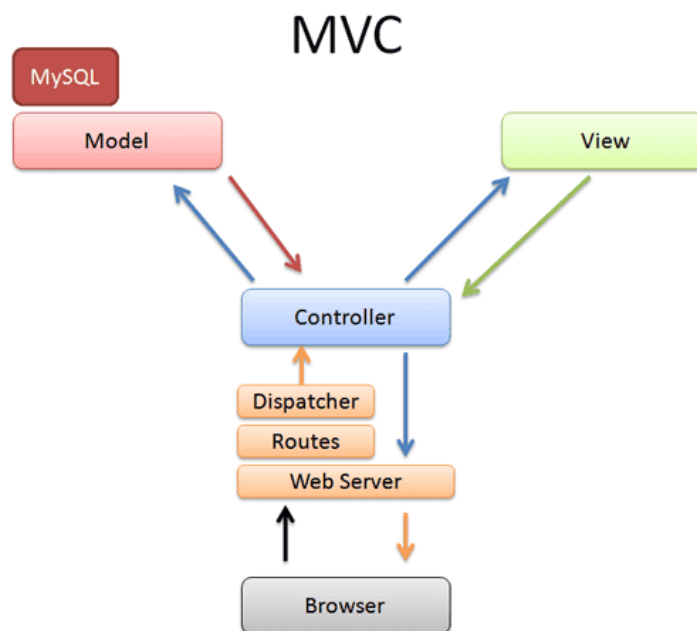 MVC
MySQL
Model
View
Controller
Dispatcher
Routes
Web Server
Browser